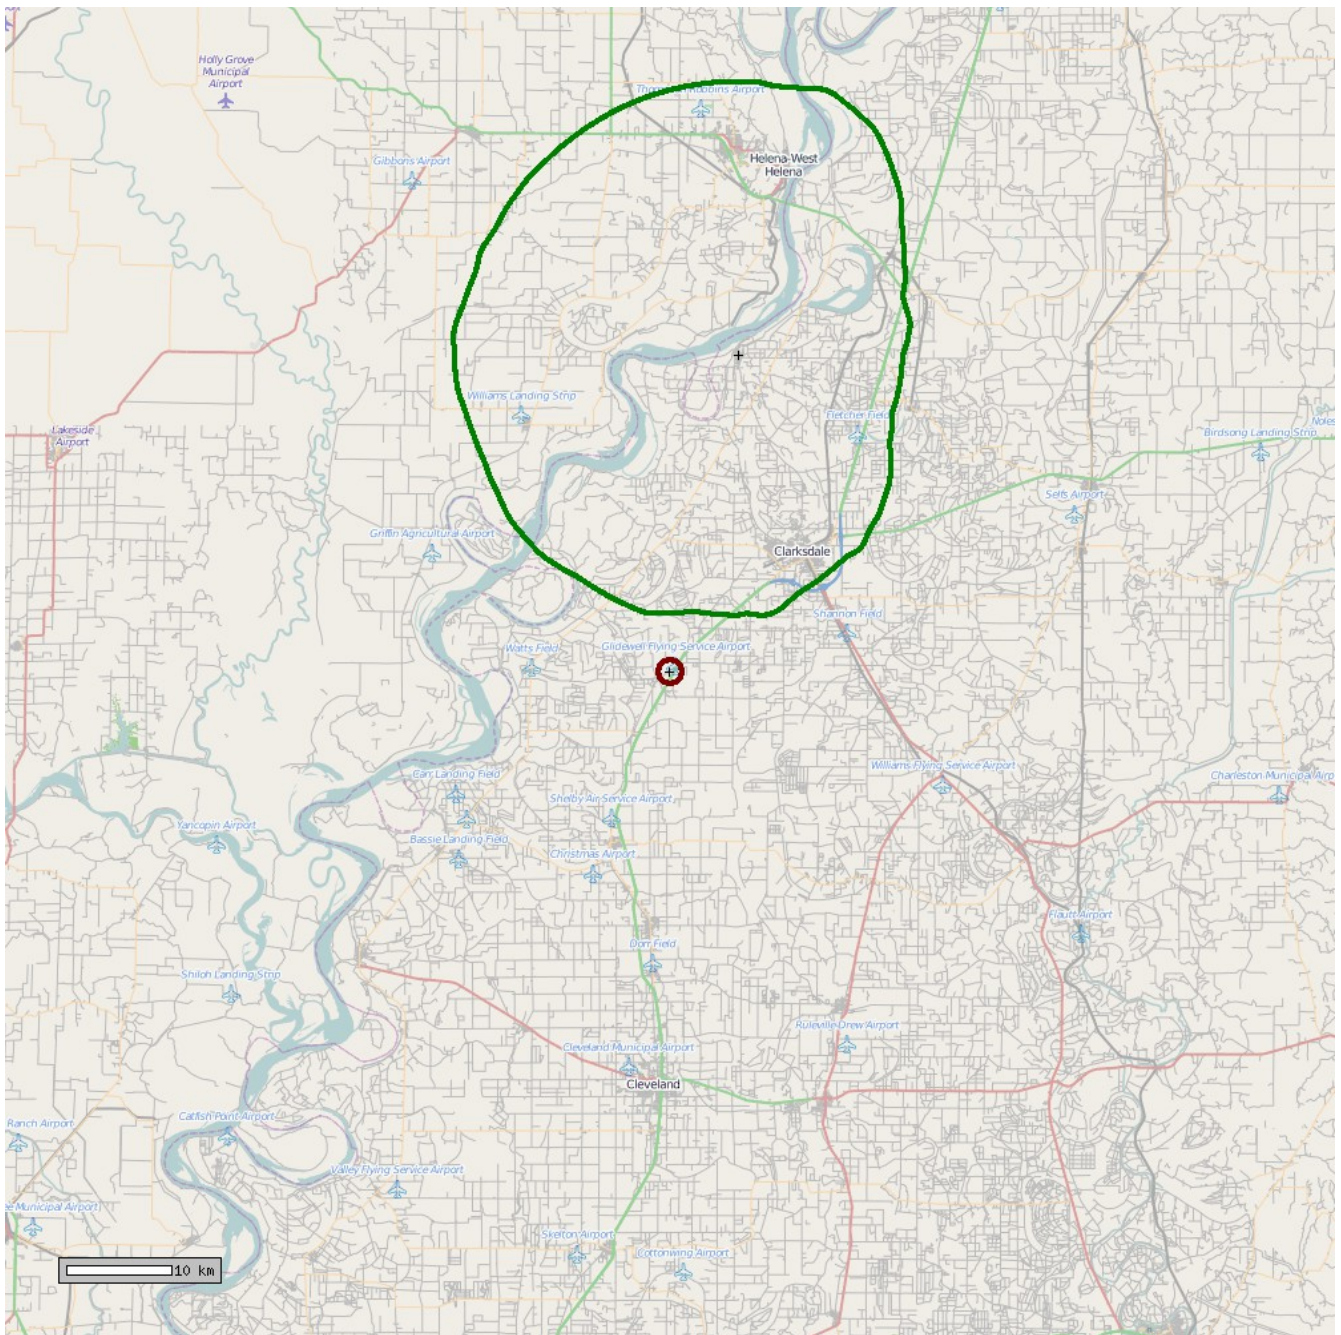 Holly Grove
Municipal
Airport
Airport
Gibbons Airport
Helena-West
Helena
Williams Landing Strip
Fletcher Field
Lakeside
Airport
Birdsong Landing Strip
Selfs Airport
Griffin Agricultural Airport
Clarksdale
Shannon Field
Watts Field
Glidewell Flying Service Airport
Carr Landing Field
Williams Flying Service Airport
Charleston Municipal Airp
Shelby Air Service Airport
Yancopin Airport
Bassie Landing Field
Christmas Airport
Flautt Airport
Dorr Field
Shiloh Landing Strip
Ruleville-Drew Airport
Cleveland Municipal Airport
Cleveland
Catfish Point Airport
Ranch Airport
Valley Flying Service Airport
ee Municipal Airport
Skelton Airport
Cottonwing Airport
10 km